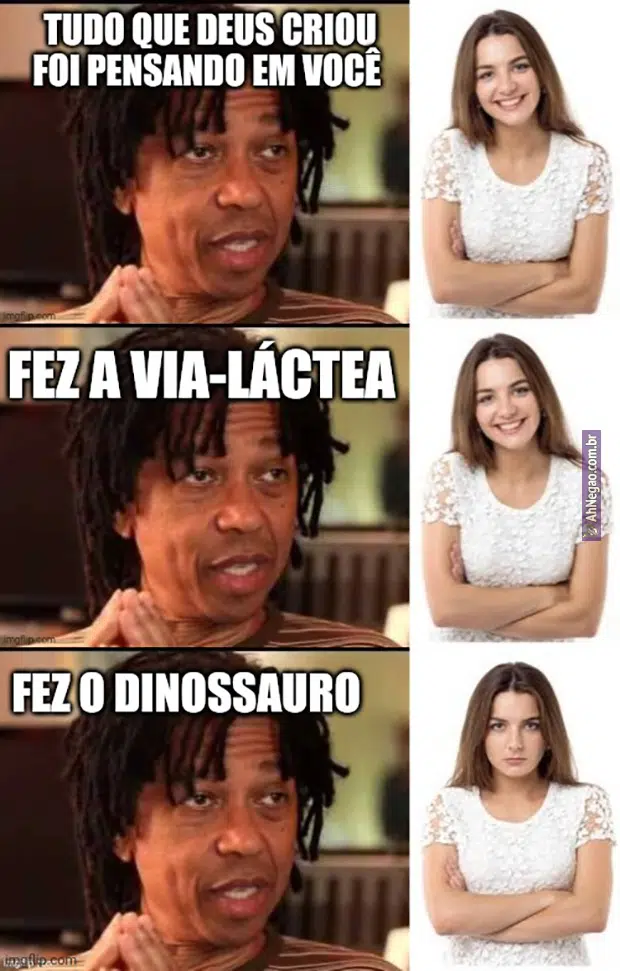 TUDO QUE DEUS CRIOU
FOI PENSANDO EM VOCÊ
imgflip.com
FEZ A VIA-LÁCTEA
AhNegao.com.br
imgflip.com
FEZ O DINOSSAURO
imgflip.com